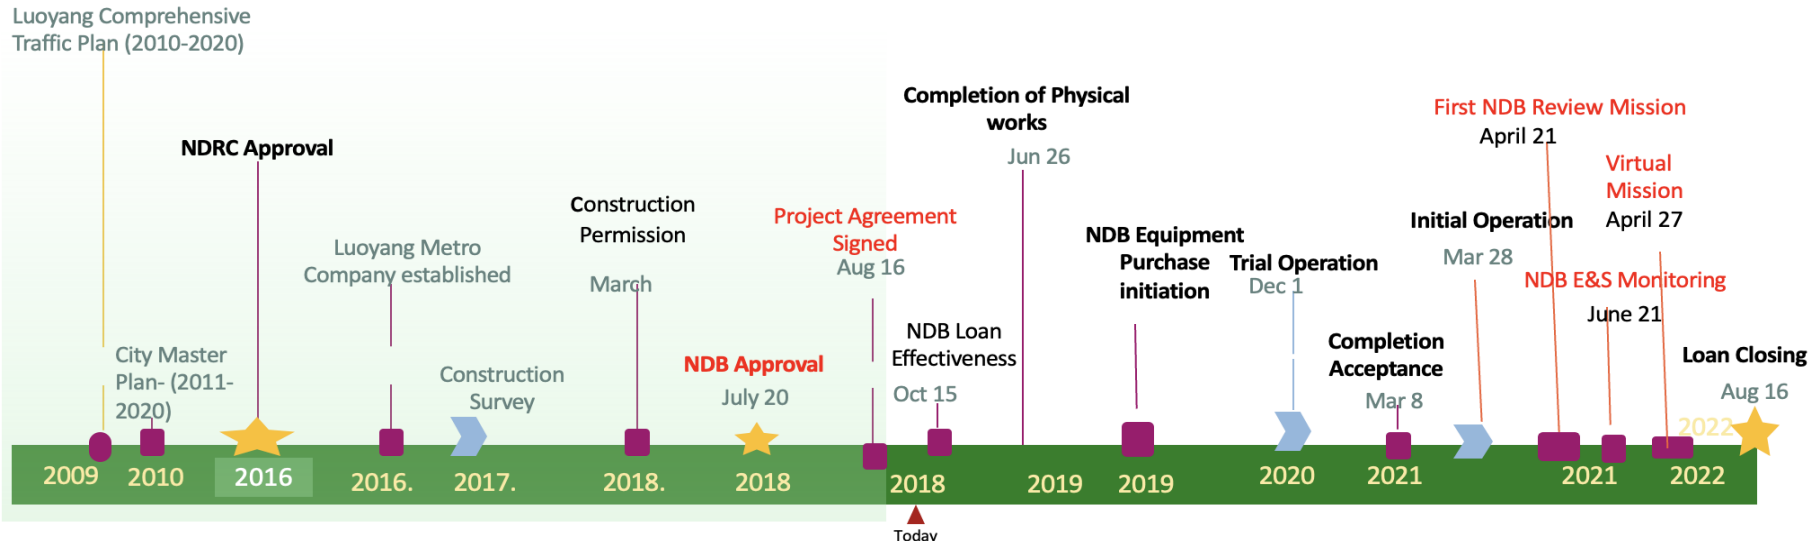 Luoyang Comprehensive
Traffic Plan (2010-2020)
NDRC Approval
City Master
Plan- (2011-
2020)
Luoyang Metro
Company established
Construction
Survey
Construction
Permission
March
NDB Approval
July 20
Project Agreement
Signed
Aug 16
NDB Loan
Effectiveness
Oct 15
Completion of Physical
works
Jun 26
NDB Equipment
Purchase
initiation
Trial Operation
Dec 1
Completion
Acceptance
Mar 8
Initial Operation
Mar 28
First NDB Review Mission
April 21
NDB E&S Monitoring
June 21
Virtual
Mission
April 27
Loan Closing
Aug 16
2022
2009
2010
2016
2016.
2017.
2018.
2018
2018
2019
2019
2020
2021
2021
2022
Today